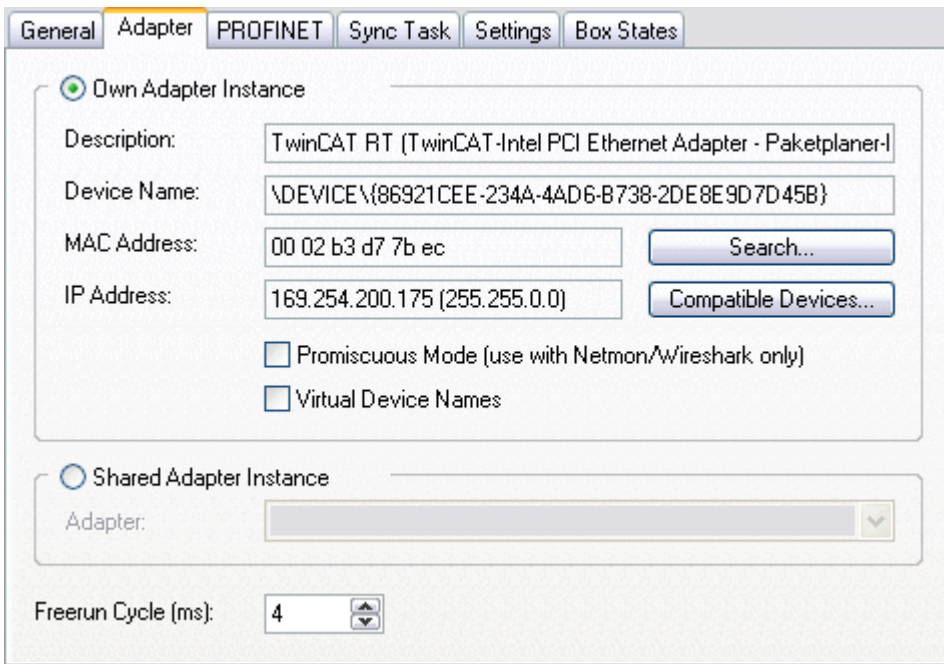 General Adapter PROFINET Sync Task Settings Box States
Own Adapter Instance
Description: TwinCAT RT (TwinCAT-Intel PCI Ethernet Adapter - Paketplaner-I
Device Name: \DEVICE\{86921CEE-234A-4AD6-B738-2DE8E9D7D45B}
MAC Address: 00 02 b3 d7 7b ec Search...
IP Address: 169.254.200.175 (255.255.0.0) Compatible Devices...
Promiscuous Mode (use with Netmon/Wireshark only)
Virtual Device Names
Shared Adapter Instance
Adapter:
Freerun Cycle (ms): 4